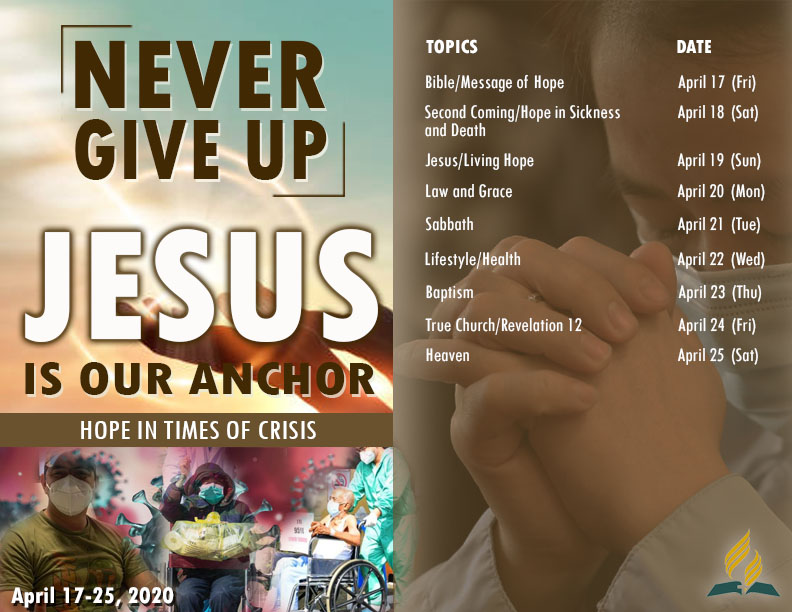 NEVER
GIVE UP
JESUS
IS OUR ANCHOR
HOPE IN TIMES OF CRISIS
April 17-25, 2020
TOPICS DATE
Bible/Message of Hope April 17 (Fri)
Second Coming/Hope in Sickness April 18 (Sat)
and Death
Jesus/Living Hope April 19 (Sun)
Law and Grace April 20 (Mon)
Sabbath April 21 (Tue)
Lifestyle/Health April 22 (Wed)
Baptism April 23 (Thu)
True Church/Revelation 12 April 24 (Fri)
Heaven April 25 (Sat)